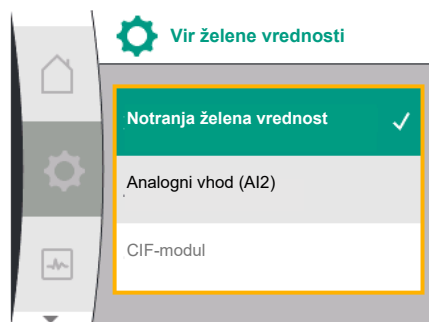 Vir želene vrednosti
Notranja želena vrednost
Analogni vhod (AI2)
CIF-modul